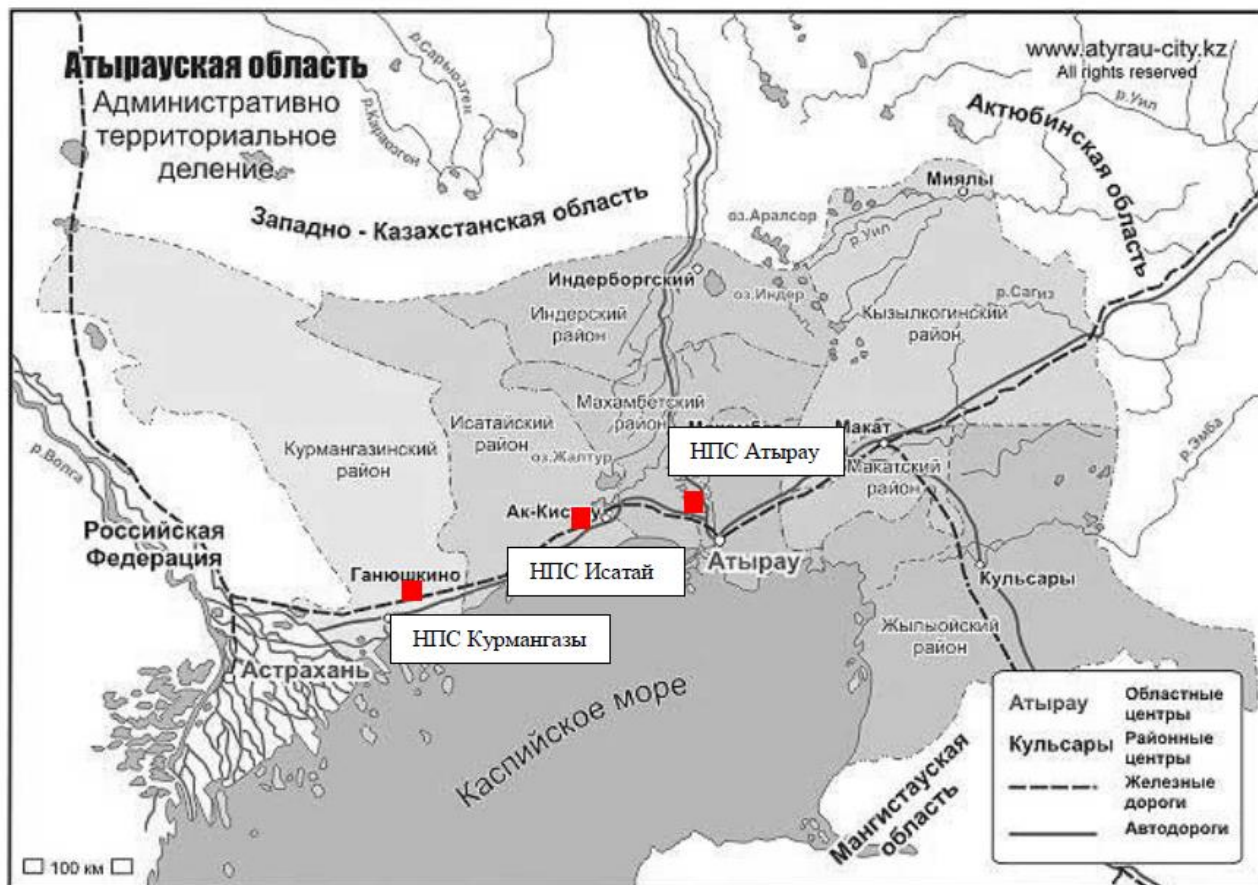 Атырауская область
Административно
территориальное
деление
www.atyrau-city.kz
All rights reserved
р.Сарыозген
р.Караозген
р.Уил
Актюбинская область
Западно - Казахстанская область
Миялы
оз.Аралсор
р.Уил
Индерборгский
оз.Индер
р.Сагиз
Индерский
район
Кызылкогинский
район
Махамбетский
район
Исатайский
район
Курмангазинский
район
оз.Жалтур
Макат
Макатский
район
р.Эмба
р.Волга
НПС Атырау
Российская
Федерация
Атырау
НПС Исатай
Кульсары
Ганюшкино
НПС Курмангазы
Жылыойский
район
Астрахань
Каспийское море
Мангистауская
область
Атырау Областные
центры
Кульсары Районные
центры
Железные
дороги
Автодороги
100 км